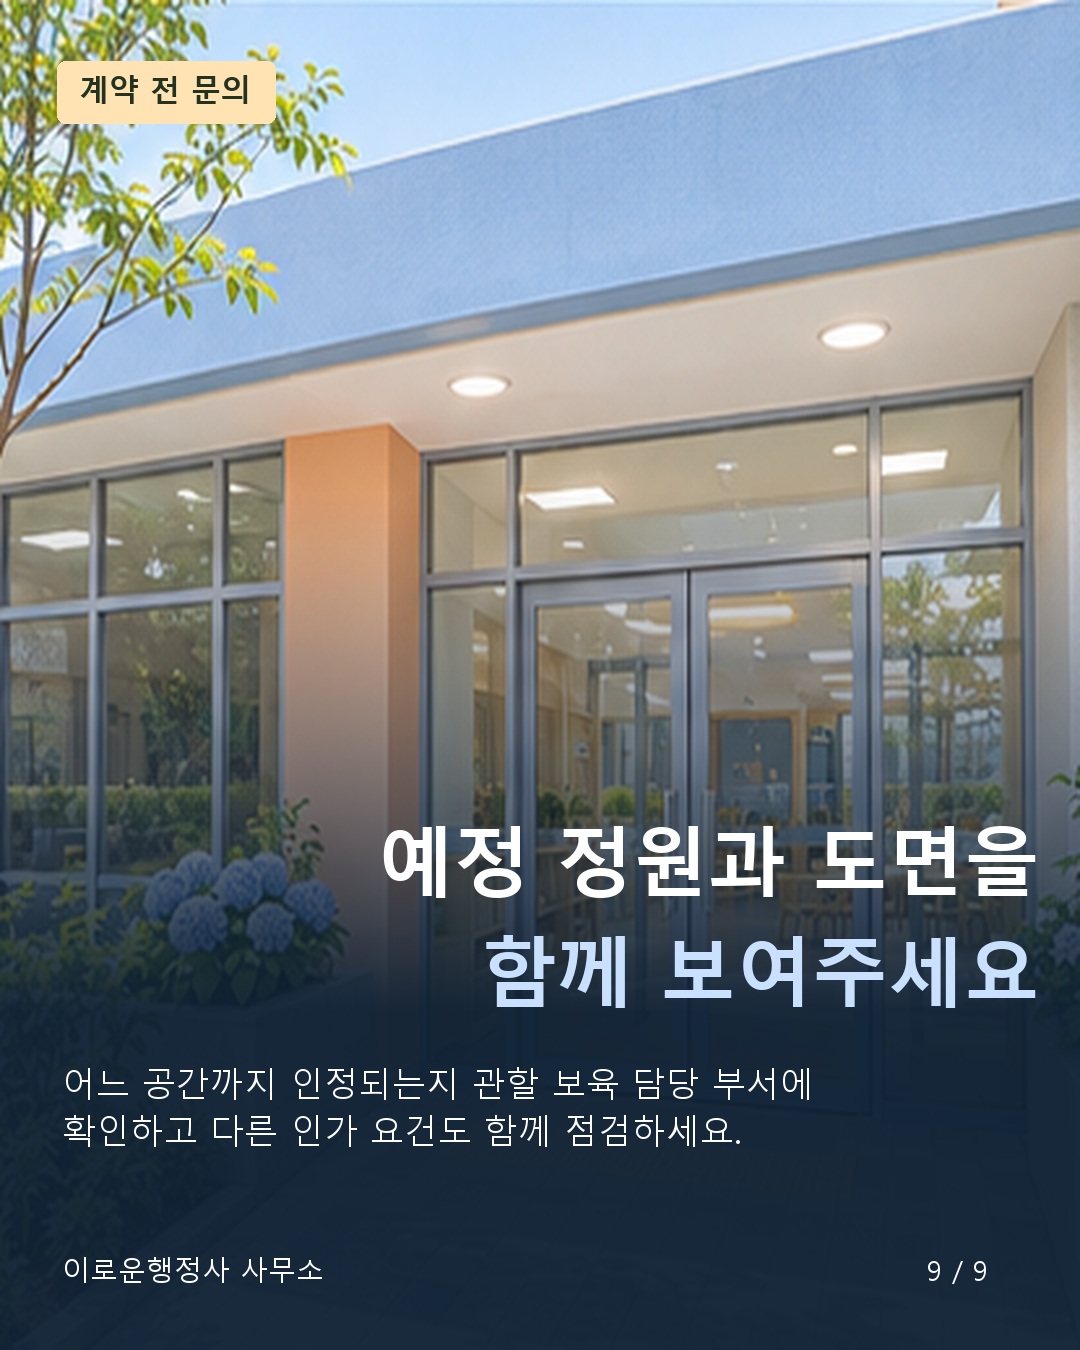 계약 전 문의
예정 정원과 도면을
함께 보여주세요
어느 공간까지 인정되는지 관할 보육 담당 부서에
확인하고 다른 인가 요건도 함께 점검하세요.
이로운행정사 사무소
9 / 9